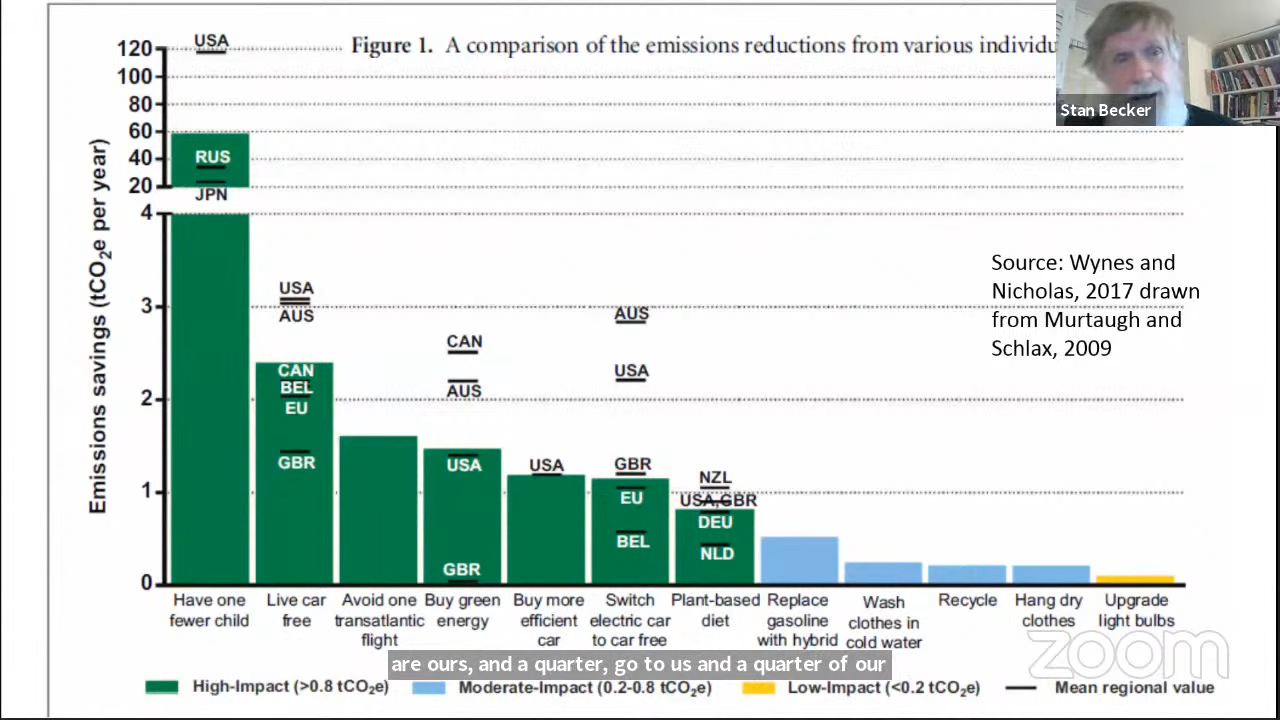 Figure 1. A comparison of the emissions reductions from various individu
Stan Becker
Emissions savings (tCO₂e per year)
120
100
80
60
40
20
4
3
2
1
0
USA
RUS
JPN
USA
AUS
CAN
BEL
EU
GBR
CAN
AUS
USA
GBR
USA
AUS
USA
GBR
EU
BEL
NZL
USA,GBR
DEU
NLD
Source: Wynes and
Nicholas, 2017 drawn
from Murtaugh and
Schlax, 2009
Have one
fewer child
Live car
free
Avoid one
transatlantic
flight
Buy green
energy
Buy more
efficient
car
Switch
electric car
to car free
Plant-based
diet
Replace
gasoline
with hybrid
Wash
clothes in
cold water
Recycle
Hang dry
clothes
Upgrade
light bulbs
are ours, and a quarter, go to us and a quarter of our
zoom
High-Impact (>0.8 tCO₂e)
Moderate-Impact (0.2-0.8 tCO₂e)
Low-Impact (<0.2 tCO₂e)
Mean regional value